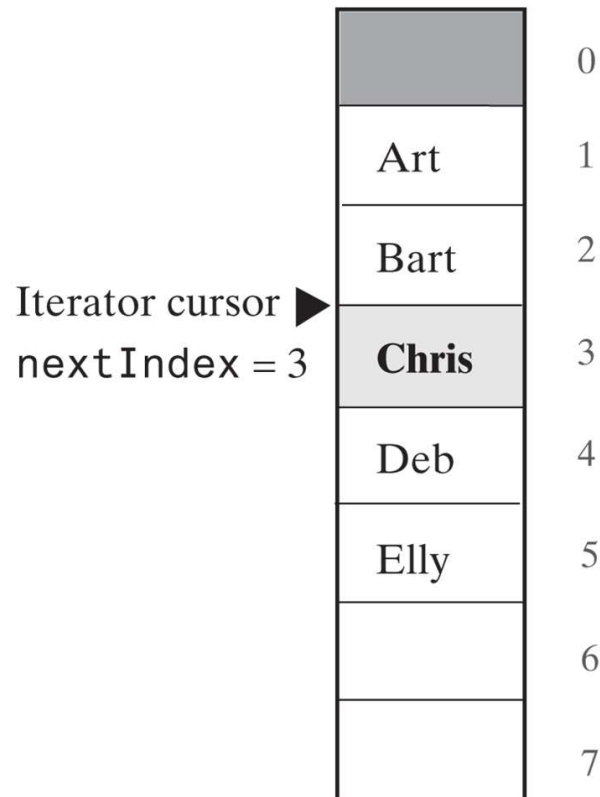 0
Art 1
Bart 2
Iterator cursor
nextIndex = 3
Chris 3
Deb 4
Elly 5
6
7